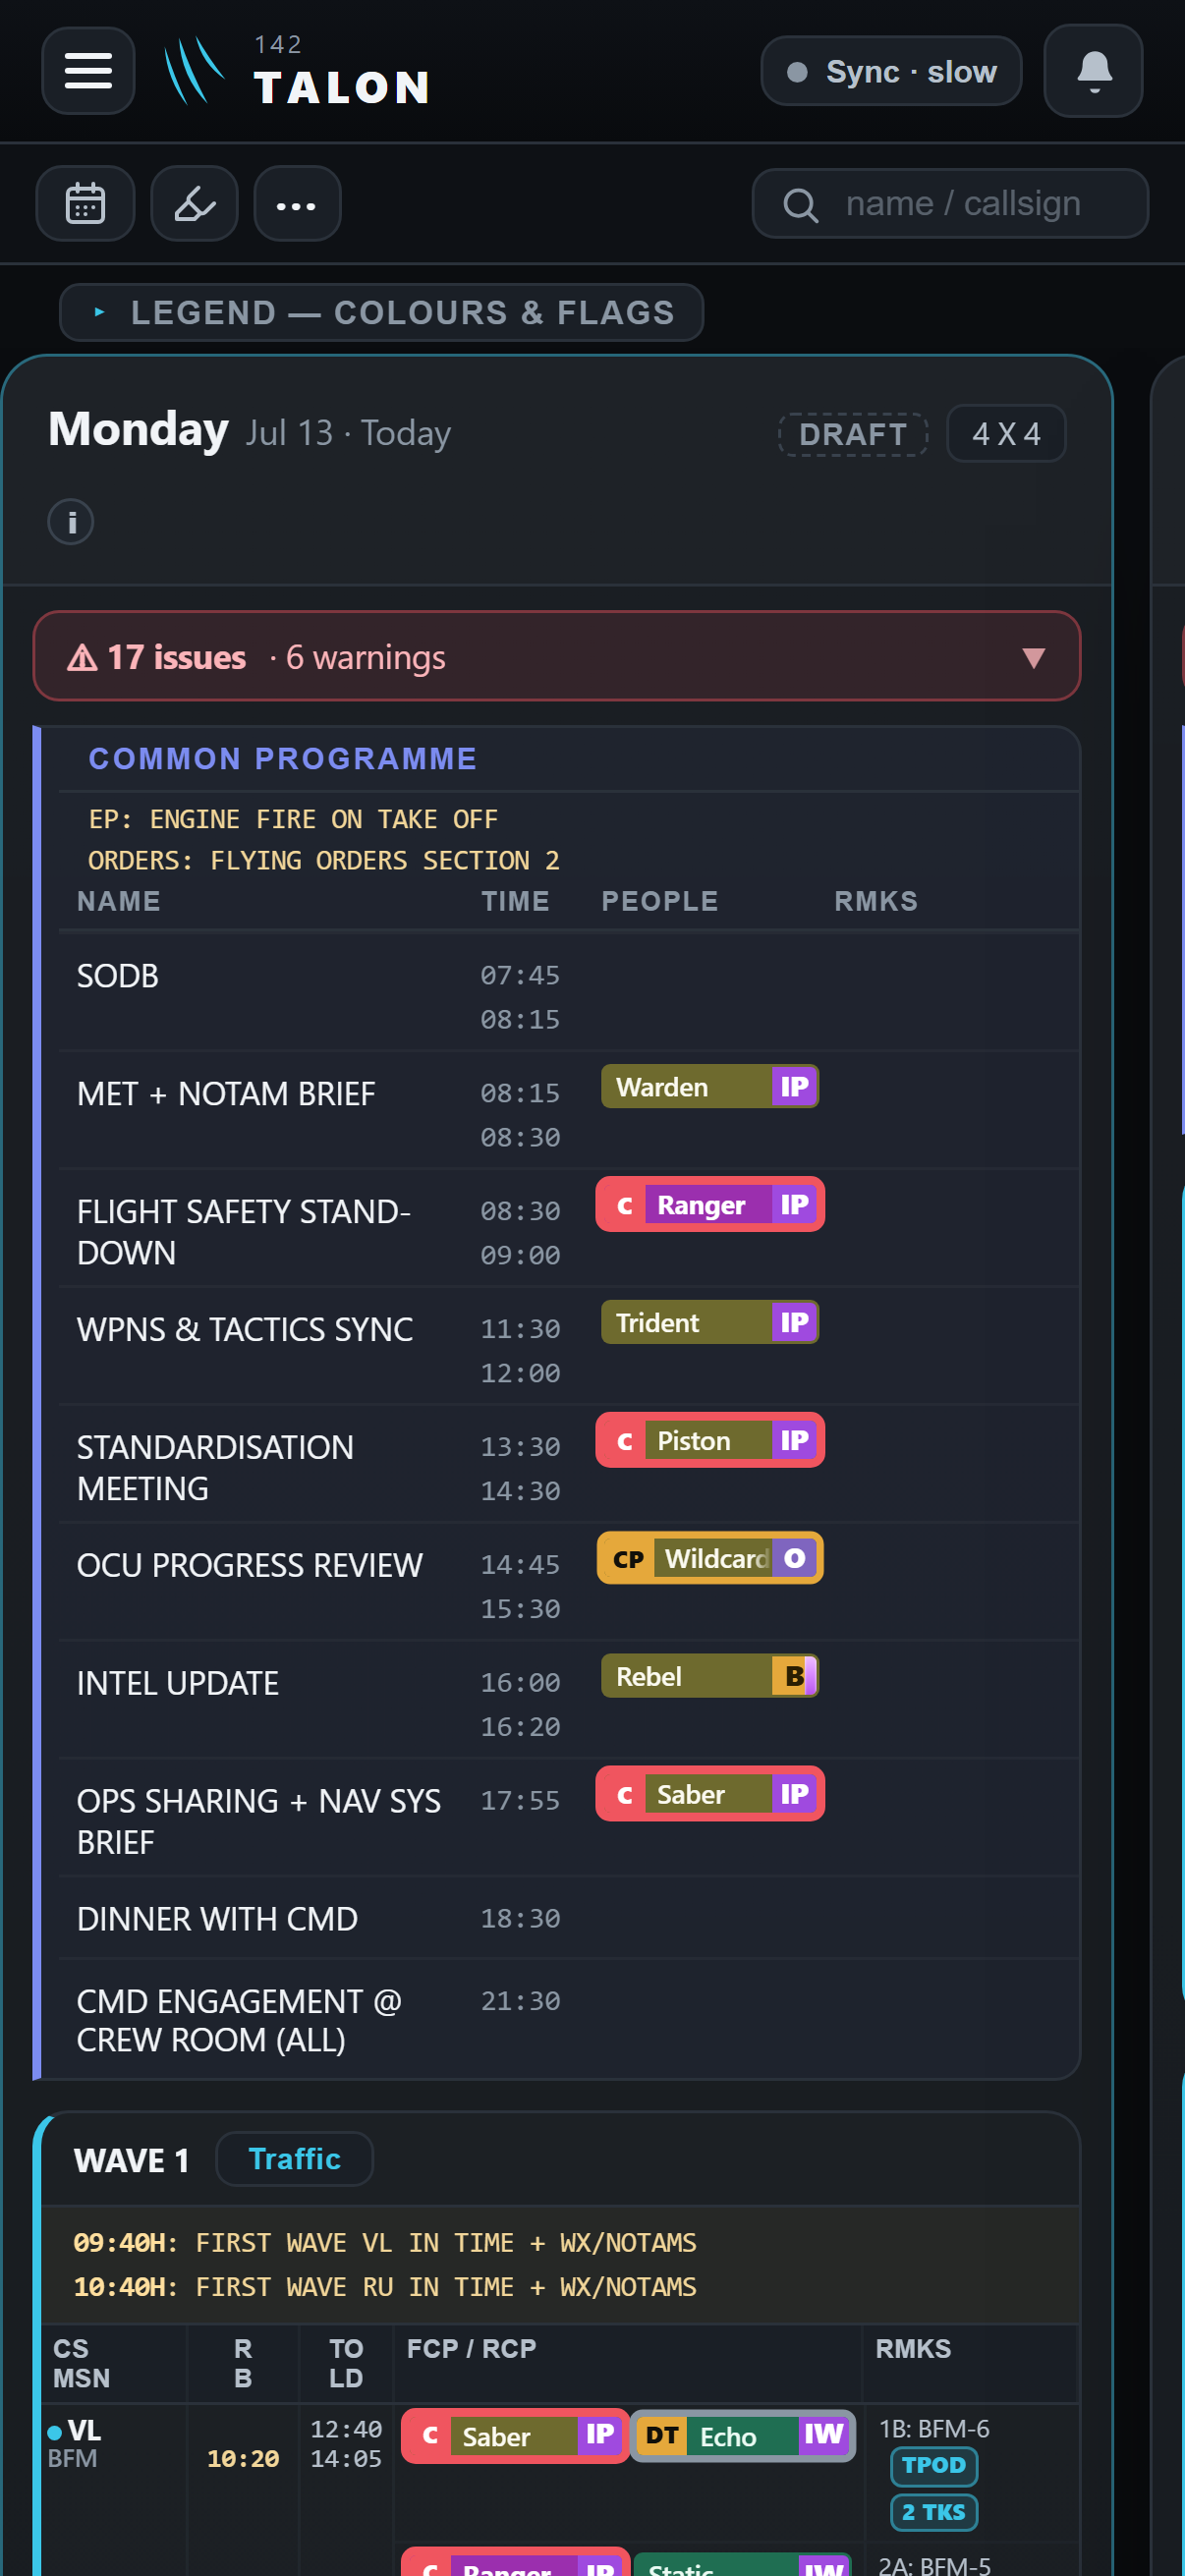 142
TALON
Sync · slow
name / callsign
LEGEND — COLOURS & FLAGS
Monday Jul 13 · Today DRAFT 4 X 4
i
17 issues · 6 warnings
COMMON PROGRAMME
EP: ENGINE FIRE ON TAKE OFF
ORDERS: FLYING ORDERS SECTION 2
NAME TIME PEOPLE RMKS
SODB 07:45
08:15
MET + NOTAM BRIEF 08:15 Warden IP
08:30
FLIGHT SAFETY STAND- 08:30 C Ranger IP
DOWN 09:00
WPNS & TACTICS SYNC 11:30 Trident IP
12:00
STANDARDISATION 13:30 C Piston IP
MEETING 14:30
OCU PROGRESS REVIEW 14:45 CP Wildcard O
15:30
INTEL UPDATE 16:00 Rebel B
16:20
OPS SHARING + NAV SYS 17:55 C Saber IP
BRIEF
DINNER WITH CMD 18:30
CMD ENGAGEMENT @ 21:30
CREW ROOM (ALL)
WAVE 1 Traffic
09:40H: FIRST WAVE VL IN TIME + WX/NOTAMS
10:40H: FIRST WAVE RU IN TIME + WX/NOTAMS
CS R TO FCP / RCP RMKS
MSN B LD
VL 12:40 C Saber IP DT Echo IW 1B: BFM-6
BFM 10:20 14:05 TPOD
2 TKS
C Ranger IP Static IW 2A: BFM-5